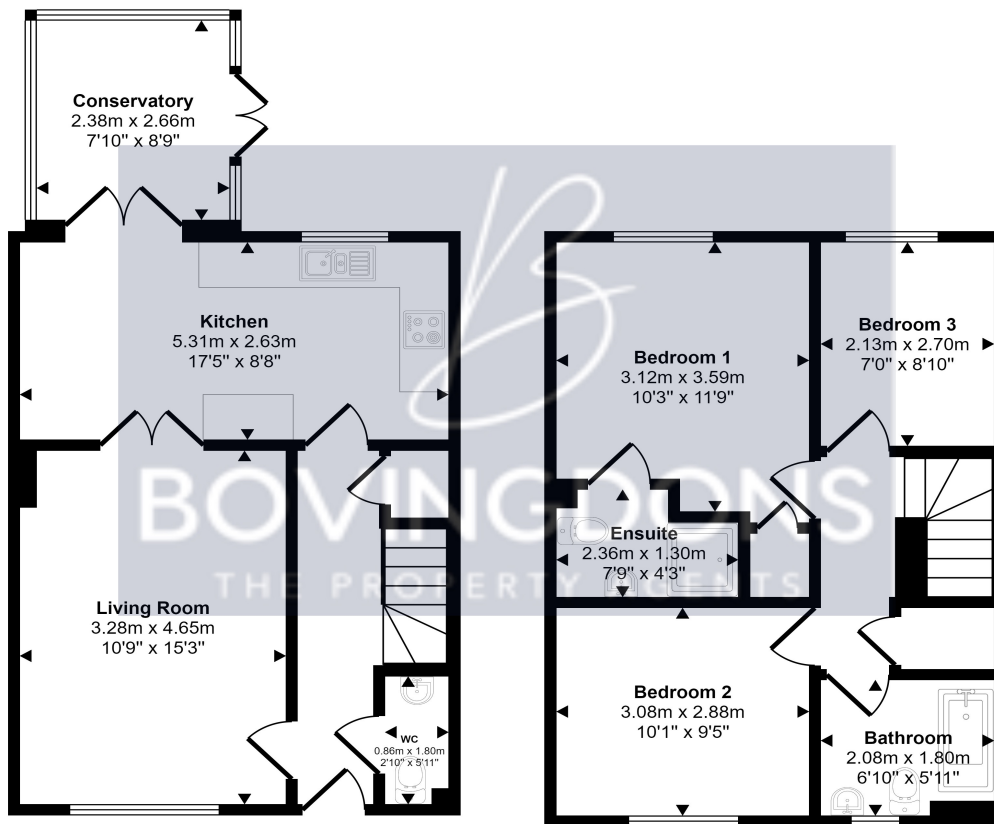 Conservatory
2.38m x 2.66m
7'10" x 8'9"
Kitchen
5.31m x 2.63m
17'5" x 8'8"
Living Room
3.28m x 4.65m
10'9" x 15'3"
WC
0.86m x 1.80m
2'10" x 5'11"
Bedroom 1
3.12m x 3.59m
10'3" x 11'9"
Bedroom 3
2.13m x 2.70m
7'0" x 8'10"
Ensuite
2.36m x 1.30m
7'9" x 4'3"
Bedroom 2
3.08m x 2.88m
10'1" x 9'5"
Bathroom
2.08m x 1.80m
6'10" x 5'11"
B
BOVINGDONS
THE PROPERTY AGENTS